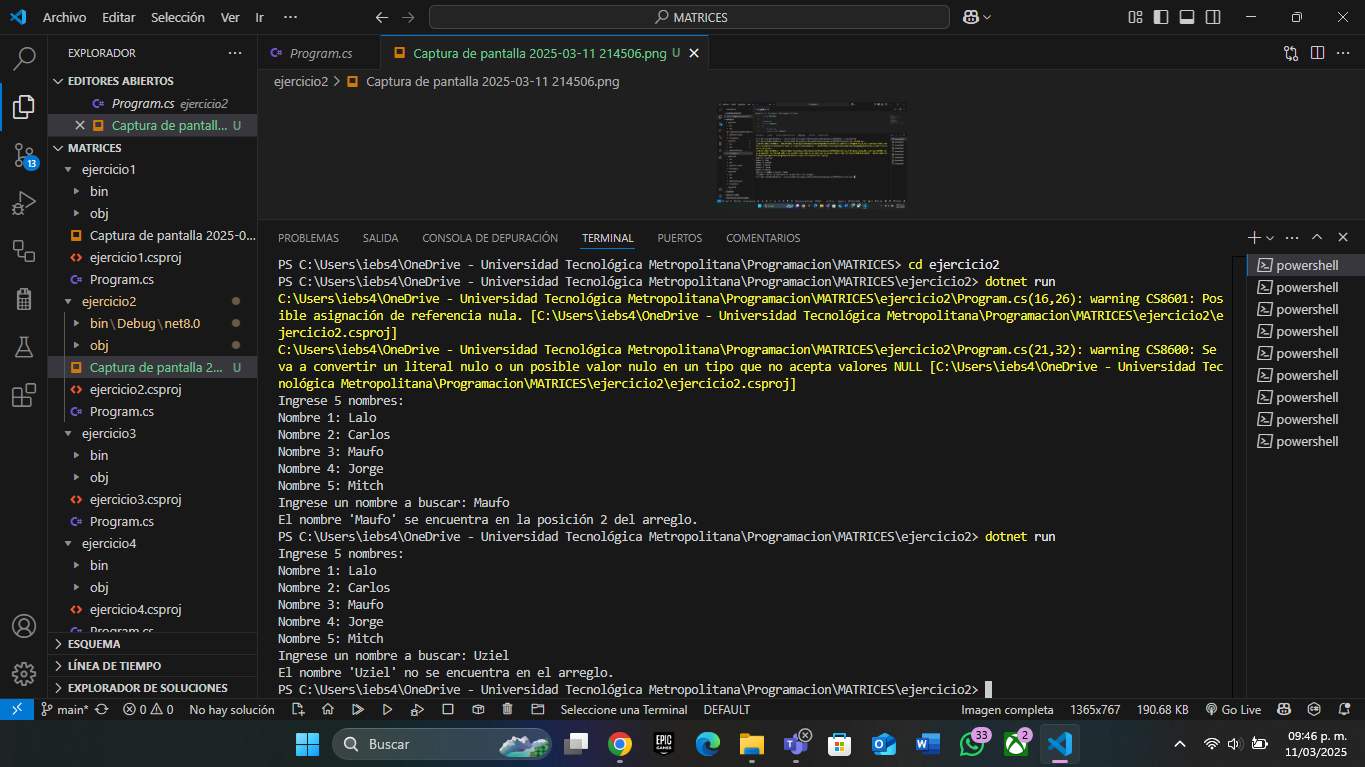 Archivo Editar Selección Ver Ir ···
MATRICES
EXPLORADOR
EDITORES ABIERTOS
Program.cs ejercicio2
Captura de pantall... U
MATRICES
ejercicio1
bin
obj
Captura de pantalla 2025-0...
ejercicio1.csproj
Program.cs
ejercicio2
bin\Debug\net8.0
obj
Captura de pantalla 2... U
ejercicio2.csproj
Program.cs
ejercicio3
bin
obj
ejercicio3.csproj
Program.cs
ejercicio4
bin
obj
ejercicio4.csproj
Program.cs
ESQUEMA
LÍNEA DE TIEMPO
EXPLORADOR DE SOLUCIONES
13
Program.cs
Captura de pantalla 2025-03-11 214506.png U
ejercicio2 > Captura de pantalla 2025-03-11 214506.png
PROBLEMAS SALIDA CONSOLA DE DEPURACIÓN TERMINAL PUERTOS COMENTARIOS
PS C:\Users\iebs4\OneDrive - Universidad Tecnológica Metropolitana\Programacion\MATRICES> cd ejercicio2
PS C:\Users\iebs4\OneDrive - Universidad Tecnológica Metropolitana\Programacion\MATRICES\ejercicio2> dotnet run
C:\Users\iebs4\OneDrive - Universidad Tecnológica Metropolitana\Programacion\MATRICES\ejercicio2\Program.cs(16,26): warning CS8601: Pos
ible asignación de referencia nula. [C:\Users\iebs4\OneDrive - Universidad Tecnológica Metropolitana\Programacion\MATRICES\ejercicio2\e
jercicio2.csproj]
C:\Users\iebs4\OneDrive - Universidad Tecnológica Metropolitana\Programacion\MATRICES\ejercicio2\Program.cs(21,32): warning CS8600: Se
va a convertir un literal nulo o un posible valor nulo en un tipo que no acepta valores NULL [C:\Users\iebs4\OneDrive - Universidad Tec
nológica Metropolitana\Programacion\MATRICES\ejercicio2\ejercicio2.csproj]
Ingrese 5 nombres:
Nombre 1: Lalo
Nombre 2: Carlos
Nombre 3: Maufo
Nombre 4: Jorge
Nombre 5: Mitch
Ingrese un nombre a buscar: Maufo
El nombre 'Maufo' se encuentra en la posición 2 del arreglo.
PS C:\Users\iebs4\OneDrive - Universidad Tecnológica Metropolitana\Programacion\MATRICES\ejercicio2> dotnet run
Ingrese 5 nombres:
Nombre 1: Lalo
Nombre 2: Carlos
Nombre 3: Maufo
Nombre 4: Jorge
Nombre 5: Mitch
Ingrese un nombre a buscar: Uziel
El nombre 'Uziel' no se encuentra en el arreglo.
PS C:\Users\iebs4\OneDrive - Universidad Tecnológica Metropolitana\Programacion\MATRICES\ejercicio2>
powershell
powershell
powershell
powershell
powershell
powershell
powershell
powershell
powershell
main* 0 0 No hay solución Seleccione una Terminal DEFAULT Imagen completa 1365x767 190.68 KB Go Live
Buscar
EPIC GAMES
33
2
09:46 p. m.
11/03/2025